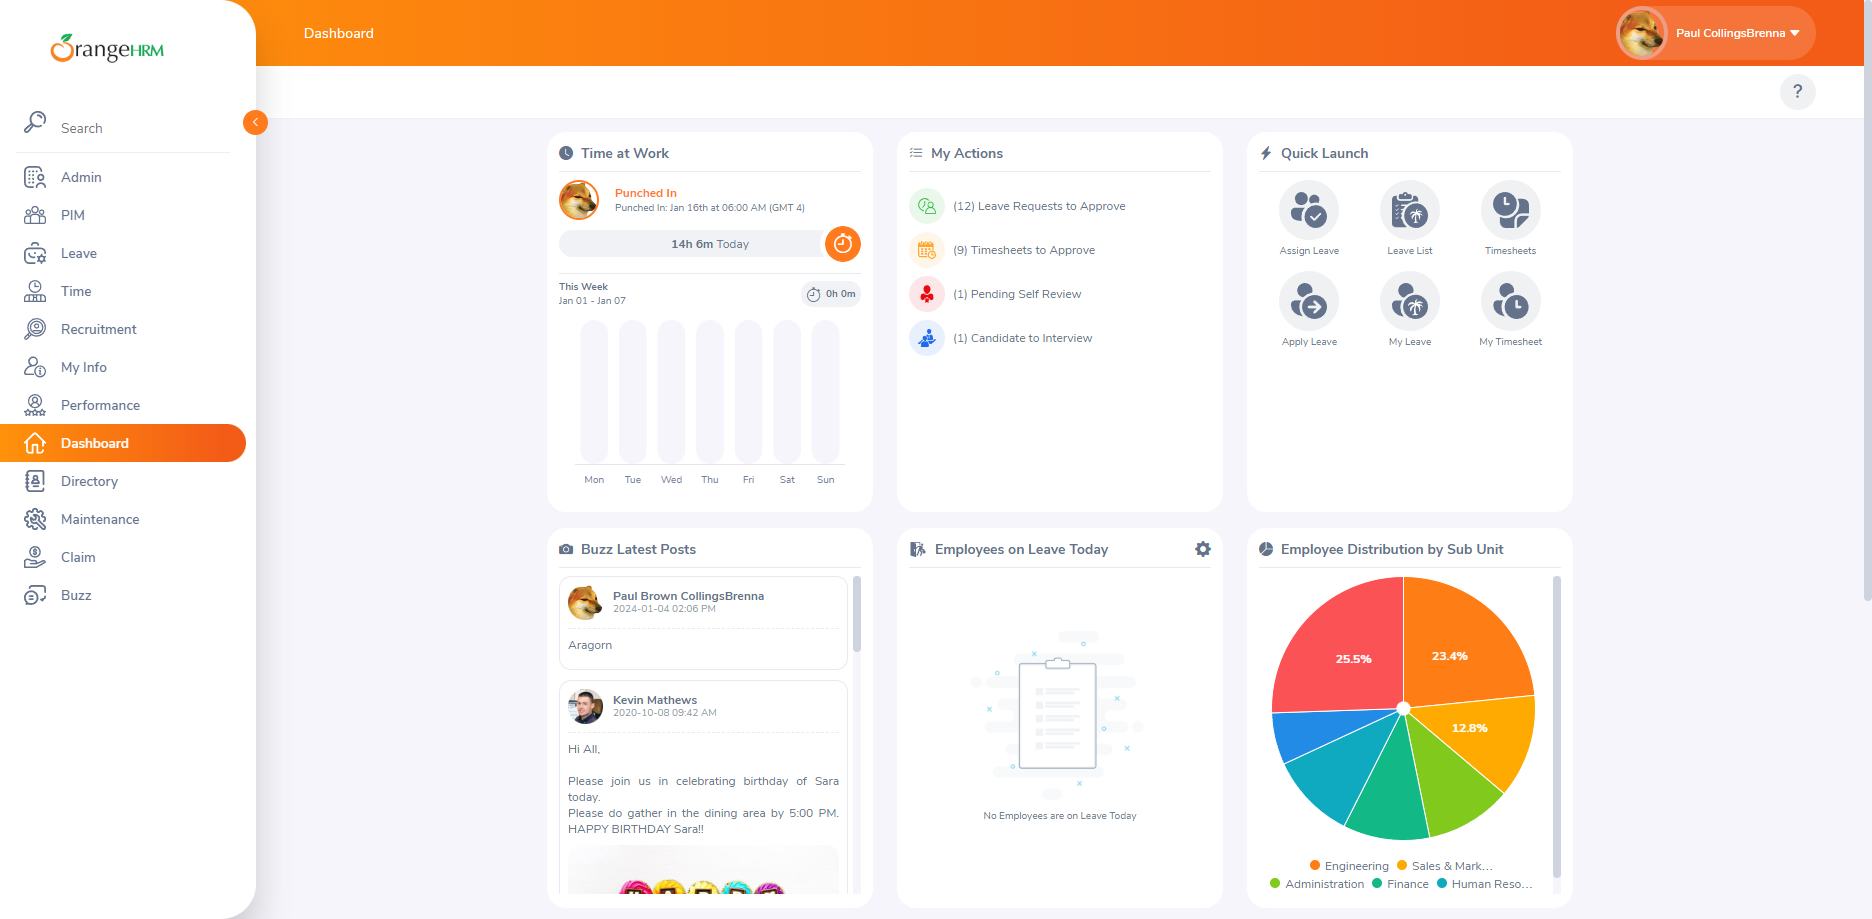 OrangeHRM
Dashboard
Paul CollingsBrenna
?
Search
Admin
PIM
Leave
Time
Recruitment
My Info
Performance
Dashboard
Directory
Maintenance
Claim
Buzz
Time at Work
Punched In
Punched In: Jan 16th at 06:00 AM (GMT 4)
14h 6m Today
This Week
Jan 01 - Jan 07
0h 0m
Mon Tue Wed Thu Fri Sat Sun
My Actions
(12) Leave Requests to Approve
(9) Timesheets to Approve
(1) Pending Self Review
(1) Candidate to Interview
Quick Launch
Assign Leave Leave List Timesheets
Apply Leave My Leave My Timesheet
Buzz Latest Posts
Paul Brown CollingsBrenna
2024-01-04 02:06 PM
Aragorn
Kevin Mathews
2020-10-08 09:42 AM
Hi All,
Please join us in celebrating birthday of Sara
today.
Please do gather in the dining area by 5:00 PM.
HAPPY BIRTHDAY Sara!!
Employees on Leave Today
No Employees are on Leave Today
Employee Distribution by Sub Unit
25.5%
23.4%
12.8%
Engineering Sales & Mark...
Administration Finance Human Reso...